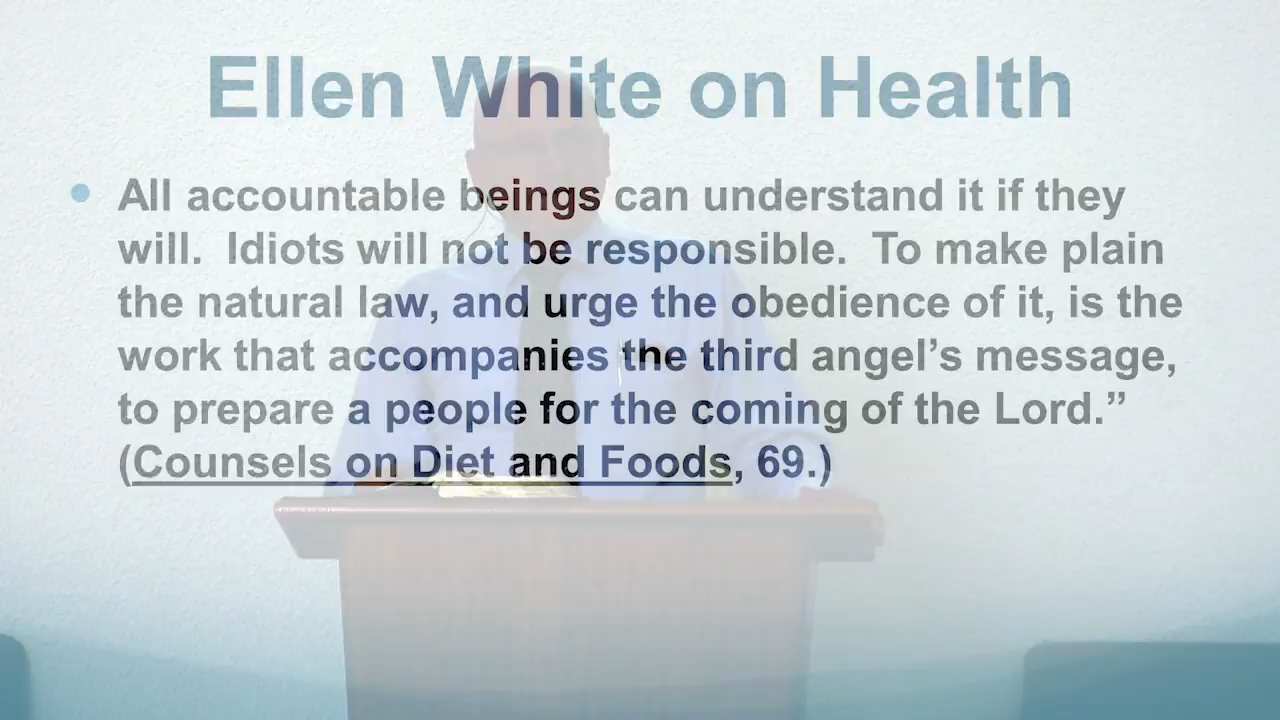 Ellen White on Health
• All accountable beings can understand it if they
will. Idiots will not be responsible. To make plain
the natural law, and urge the obedience of it, is the
work that accompanies the third angel’s message,
to prepare a people for the coming of the Lord.”
(Counsels on Diet and Foods, 69.)